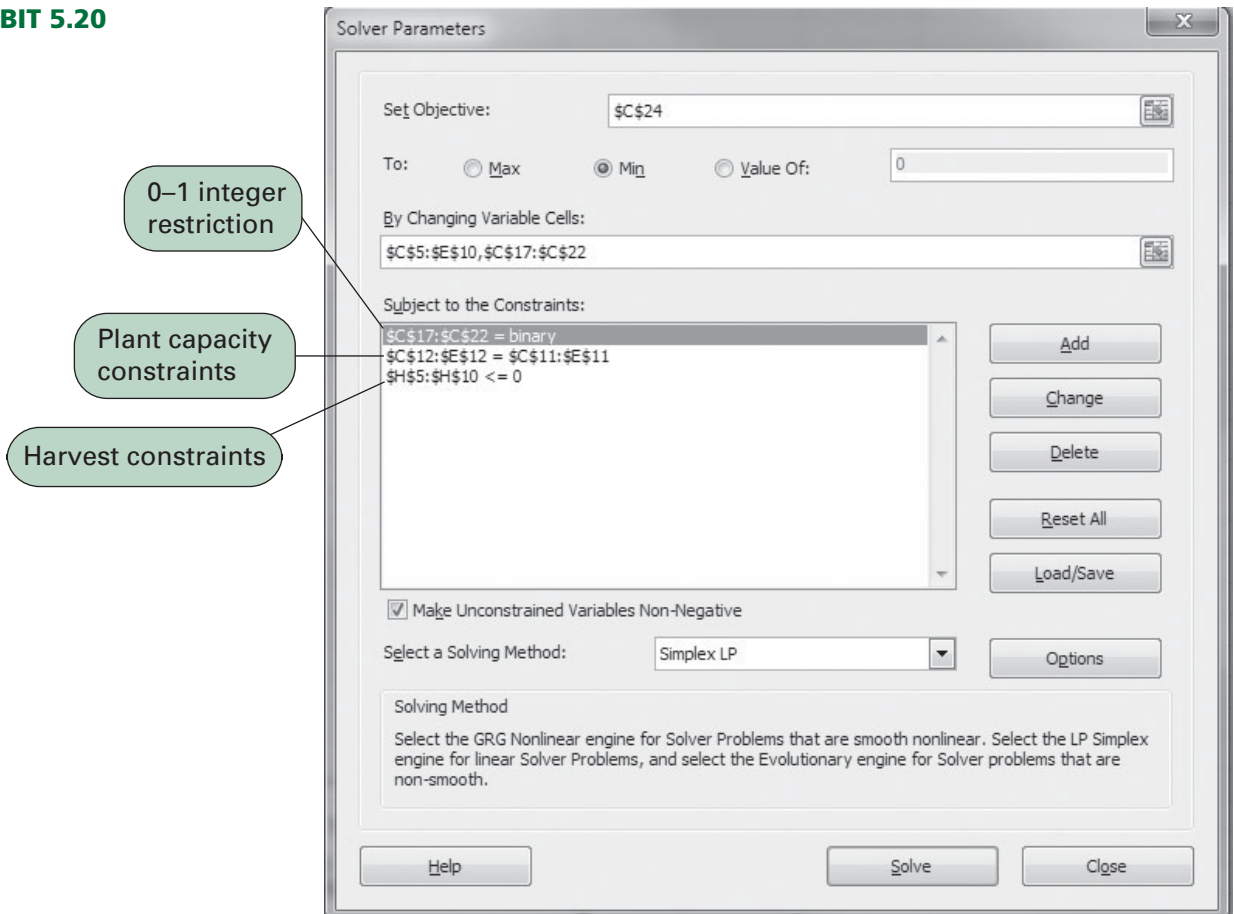 BIT 5.20
Solver Parameters
X
Set Objective:
$C$24
To:
Max
Min
Value Of:
0
0–1 integer
restriction
By Changing Variable Cells:
$C$5:$E$10,$C$17:$C$22
Subject to the Constraints:
Plant capacity
constraints
Harvest constraints
$C$17:$C$22 = binary
$C$12:$E$12 = $C$11:$E$11
$H$5:$H$10 <= 0
Add
Change
Delete
Reset All
Load/Save
Make Unconstrained Variables Non-Negative
Select a Solving Method:
Simplex LP
Options
Solving Method
Select the GRG Nonlinear engine for Solver Problems that are smooth nonlinear. Select the LP Simplex
engine for linear Solver Problems, and select the Evolutionary engine for Solver problems that are
non-smooth.
Help
Solve
Close